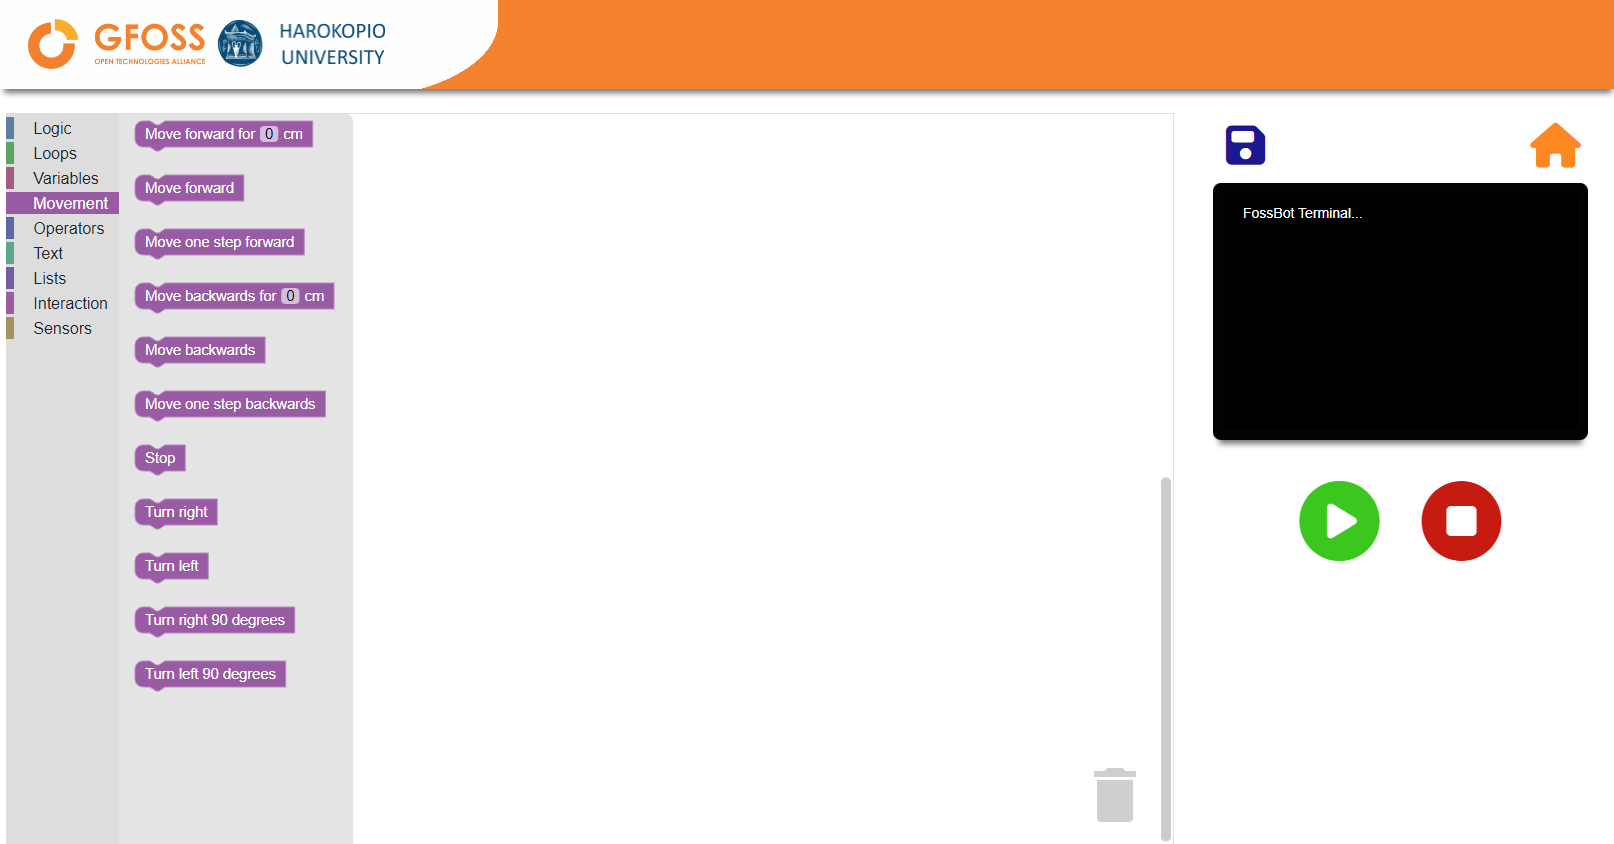 GFOSS
OPEN TECHNOLOGIES ALLIANCE
HAROKOPIO
UNIVERSITY
Logic
Loops
Variables
Movement
Operators
Text
Lists
Interaction
Sensors
Move forward for 0 cm
Move forward
Move one step forward
Move backwards for 0 cm
Move backwards
Move one step backwards
Stop
Turn right
Turn left
Turn right 90 degrees
Turn left 90 degrees
FossBot Terminal...